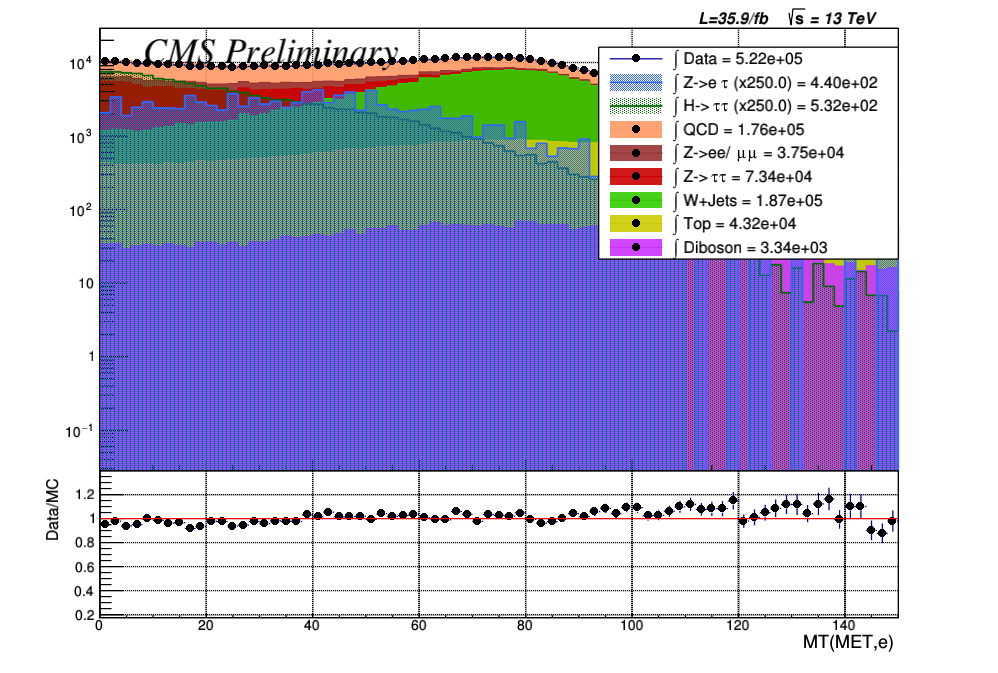 L=35.9/fb √s = 13 TeV
CMS Preliminary
∫ Data = 5.22e+05
∫ Z->e τ (x250.0) = 4.40e+02
∫ H-> ττ (x250.0) = 5.32e+02
∫ QCD = 1.76e+05
∫ Z->ee/ μμ = 3.75e+04
∫ Z-> ττ = 7.34e+04
∫ W+Jets = 1.87e+05
∫ Top = 4.32e+04
∫ Diboson = 3.34e+03
10⁴
10³
10²
10
1
10⁻¹
Data/MC
1.2
1
0.8
0.6
0.4
0.2
0 20 40 60 80 100 120 140
MT(MET,e)